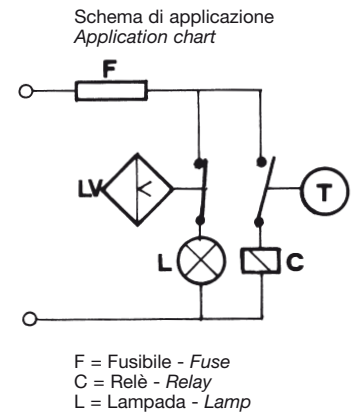 Schema di applicazione
Application chart
F
LV
T
L
C
F = Fusibile - Fuse
C = Relè - Relay
L = Lampada - Lamp